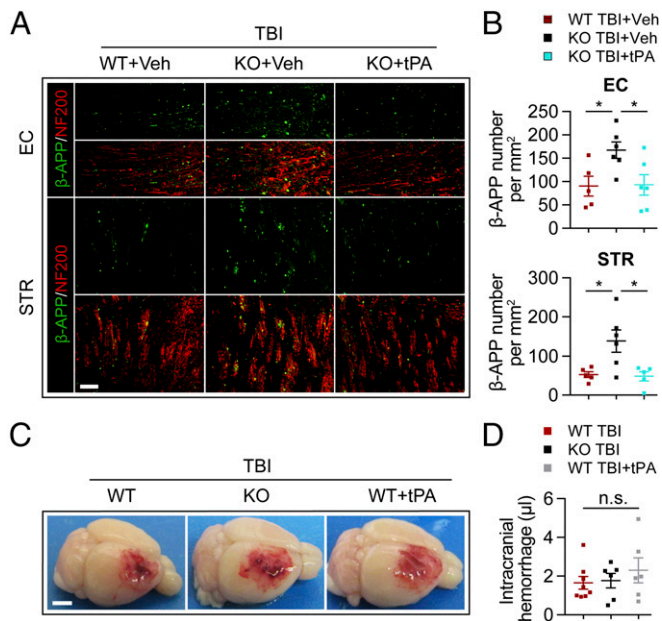 A
TBI
WT+Veh KO+Veh KO+tPA
EC
β-APP/NF200
STR
β-APP/NF200
B
WT TBI+Veh
KO TBI+Veh
KO TBI+tPA
EC
* *
β-APP number
per mm2
250
200
150
100
50
0
STR
* *
β-APP number
per mm2
300
200
100
0
C
TBI
WT KO WT+tPA
D
WT TBI
KO TBI
WT TBI+tPA
n.s.
Intracranial
hemorrhage (μl)
6
4
2
0